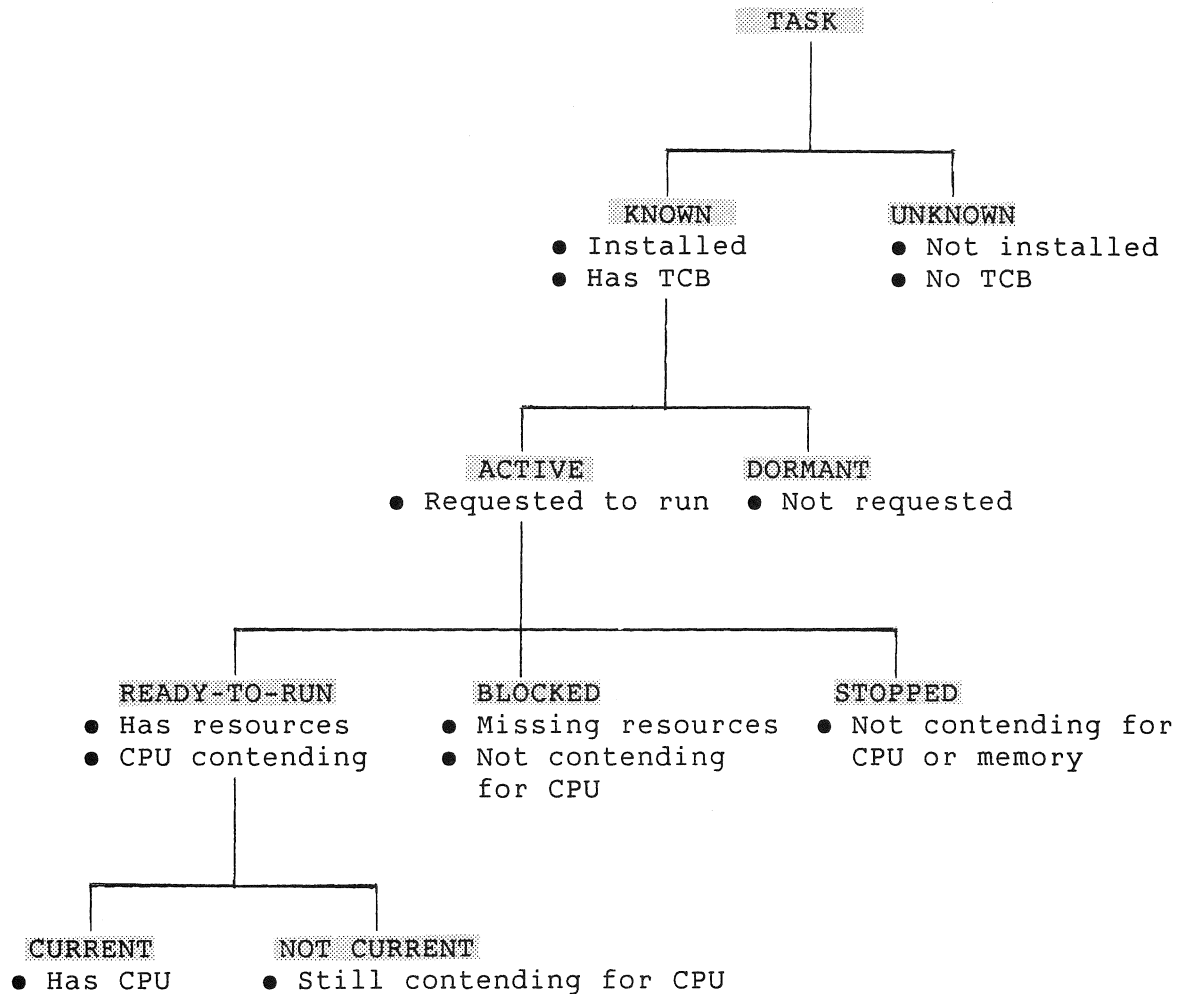 TASK
KNOWN
● Installed
● Has TCB
UNKNOWN
● Not installed
● No TCB
ACTIVE
● Requested to run
DORMANT
● Not requested
READY-TO-RUN
● Has resources
● CPU contending
BLOCKED
● Missing resources
● Not contending
for CPU
STOPPED
● Not contending for
CPU or memory
CURRENT
● Has CPU
NOT CURRENT
● Still contending for CPU